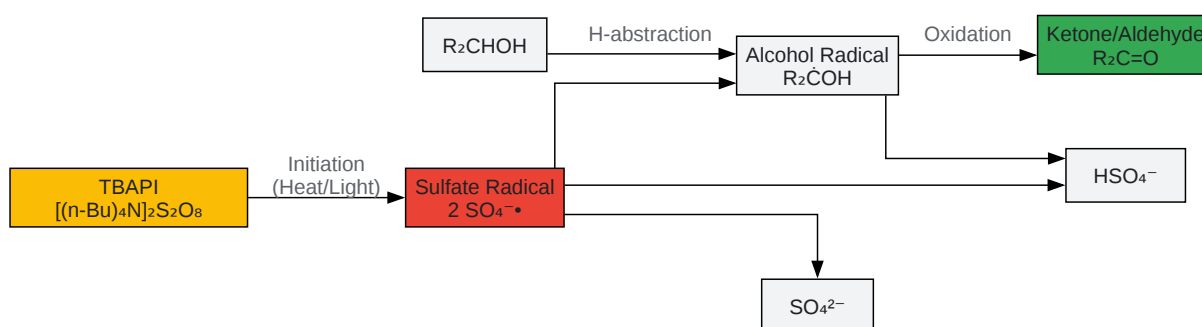 R₂CHOH
H-abstraction
Alcohol Radical
R₂ĊOH
Oxidation
Ketone/Aldehyde
R₂C=O
TBAPI
[(n-Bu)₄N]₂S₂O₈
Initiation
(Heat/Light)
Sulfate Radical
2 SO₄⁻•
HSO₄⁻
SO₄²⁻